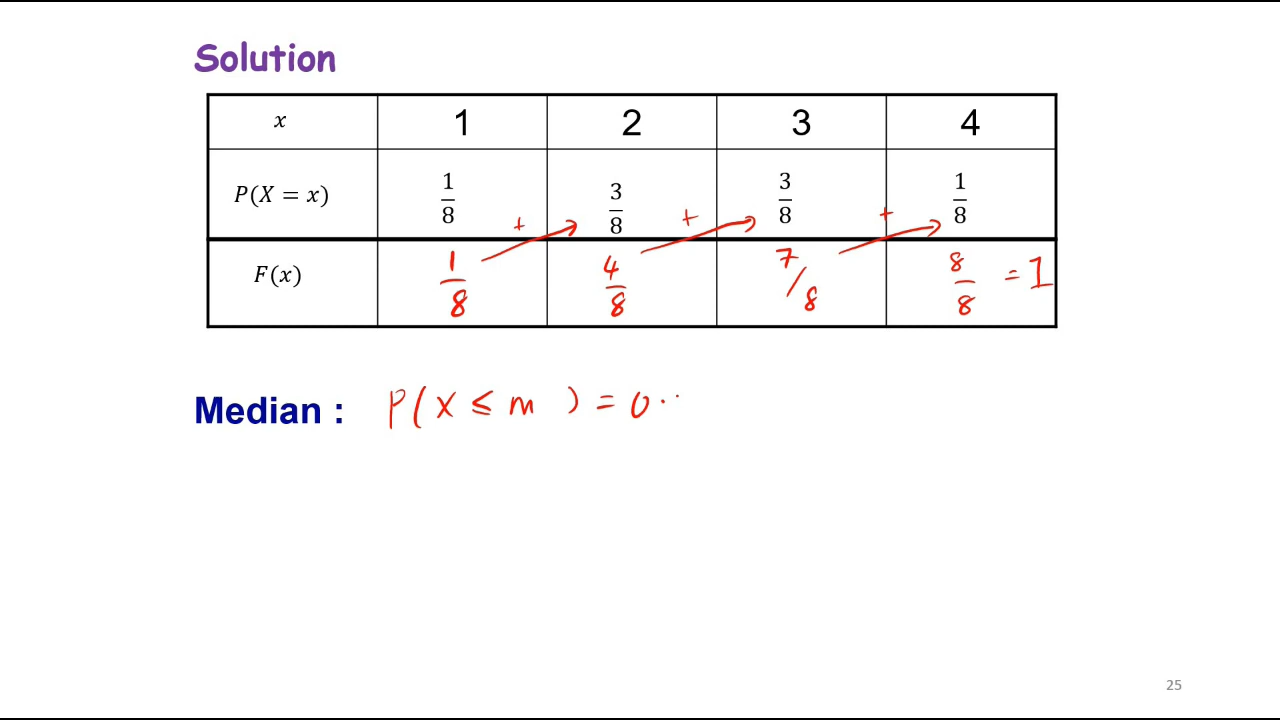 Solution
x 1 2 3 4
P(X = x) 1/8 3/8 3/8 1/8
+ + +
F(x) 1/8 4/8 7/8 8/8 = 1
Median : P(X ≤ m ) = 0··
25